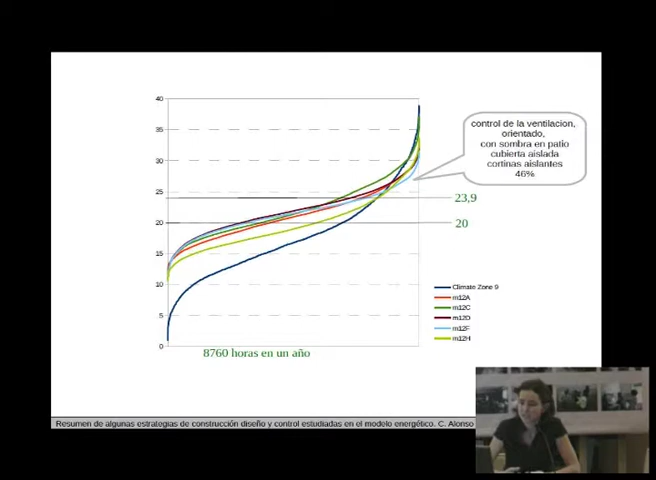 40
35
30
25
20
15
10
5
0
control de la ventilacion,
orientado,
con sombra en patio
cubierta aislada
cortinas aislantes
46%
23,9
20
Climate Zone 9
m12A
m12C
m12D
m12F
m12H
8760 horas en un año
Resumen de algunas estrategias de construcción diseño y control estudiadas en el modelo energético. C. Alonso